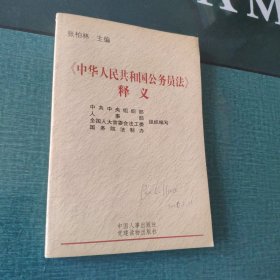 张柏林 主编
《中华人民共和国公务员法》
释义
中共中央组织部
人事部
全国人大常委会法工委 组织编写
国务院法制办
中国人事出版社
党建读物出版社